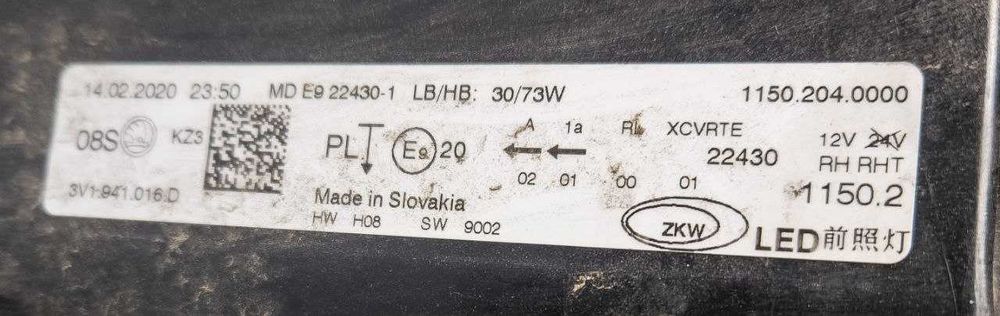 14.02.2020 23:50 MD E9 22430-1 LB/HB: 30/73W 1150.204.0000
08S KZ3 PL E9 20 A 1a RL XCVRTE 12V 24V
22430 RH RHT
02 01 00 01 1150.2
3V1.941.016.D Made in Slovakia
HW H08 SW 9002 ZKW LED前照灯